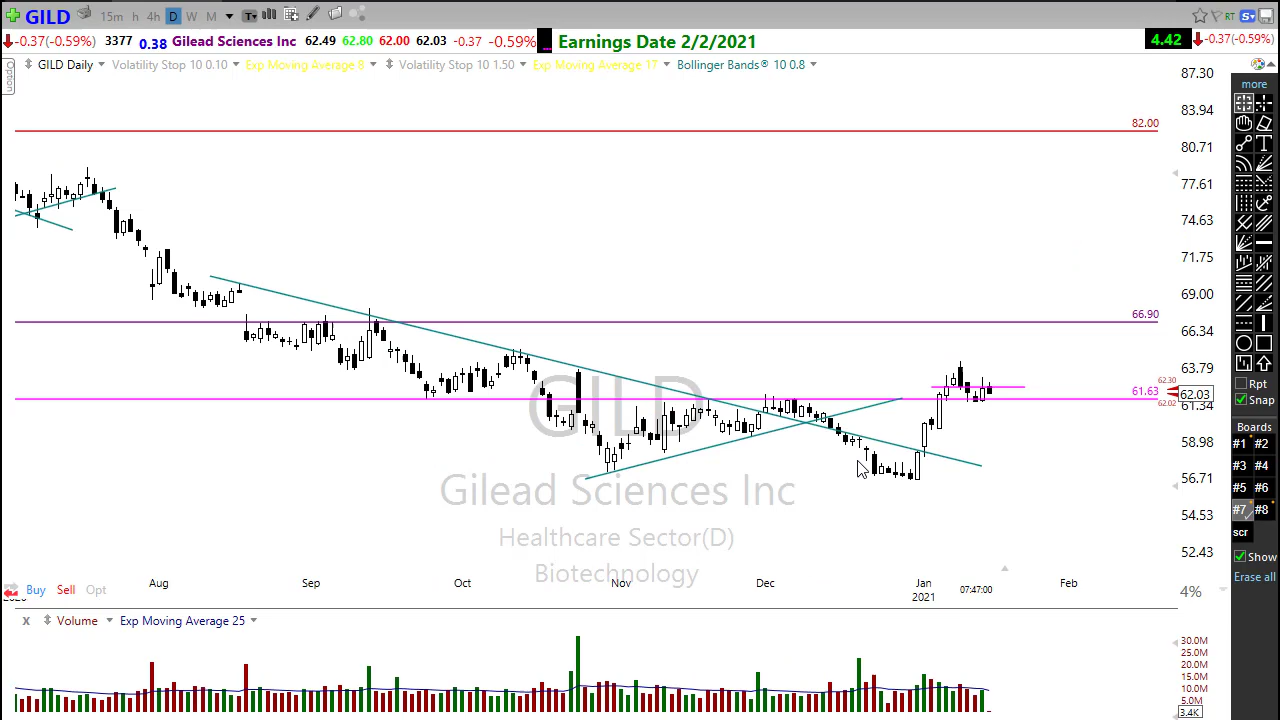 GILD 15m h 4h D W M T
-0.37(-0.59%) 3377 0.38 Gilead Sciences Inc 62.49 62.80 62.00 62.03 -0.37 -0.59% Earnings Date 2/2/2021 4.42 -0.37(-0.59%)
RT S
Option
GILD Daily Volatility Stop 10 0.10 Exp Moving Average 8 Volatility Stop 10 1.50 Exp Moving Average 17 Bollinger Bands® 10 0.8
87.30
83.94
82.00
80.71
77.61
74.63
71.75
69.00
66.90
66.34
63.79
62.30
61.63
62.03
62.02
61.34
58.98
56.71
54.53
52.43
GILD
Gilead Sciences Inc
Healthcare Sector(D)
Biotechnology
more
Rpt
Snap
Boards
#1 #2
#3 #4
#5 #6
#7 #8
scr
Show
Erase all
Aug Sep Oct Nov Dec Jan Feb
2021 07:47:00
Buy Sell Opt
4%
X Volume Exp Moving Average 25
30.0M
25.0M
20.0M
15.0M
10.0M
5.0M
3.4K